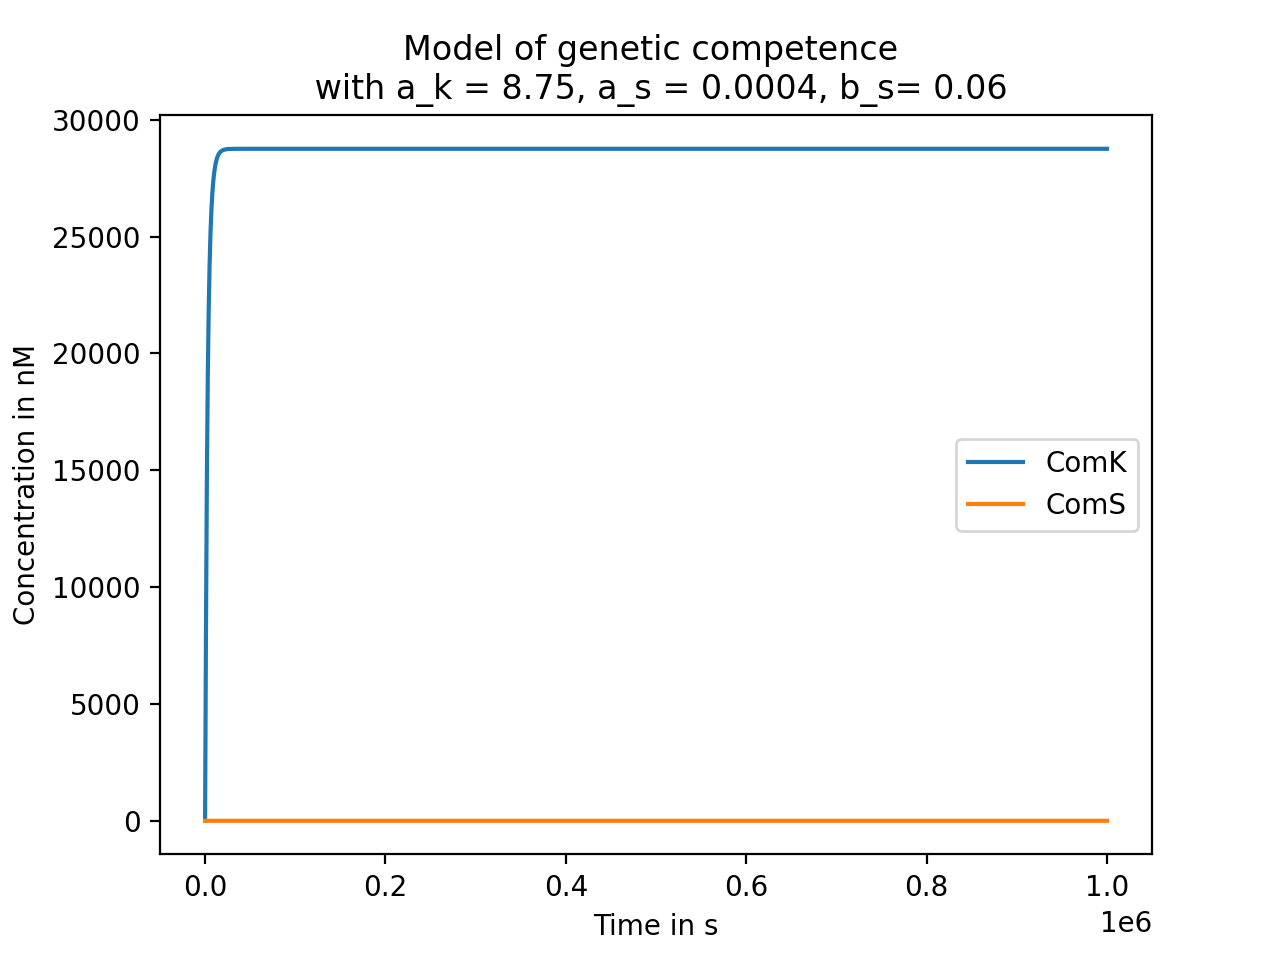 Model of genetic competence
with a_k = 8.75, a_s = 0.0004, b_s= 0.06
30000
25000
20000
15000
10000
5000
0
Concentration in nM
ComK
ComS
0.0
0.2
0.4
0.6
0.8
1.0
1e6
Time in s